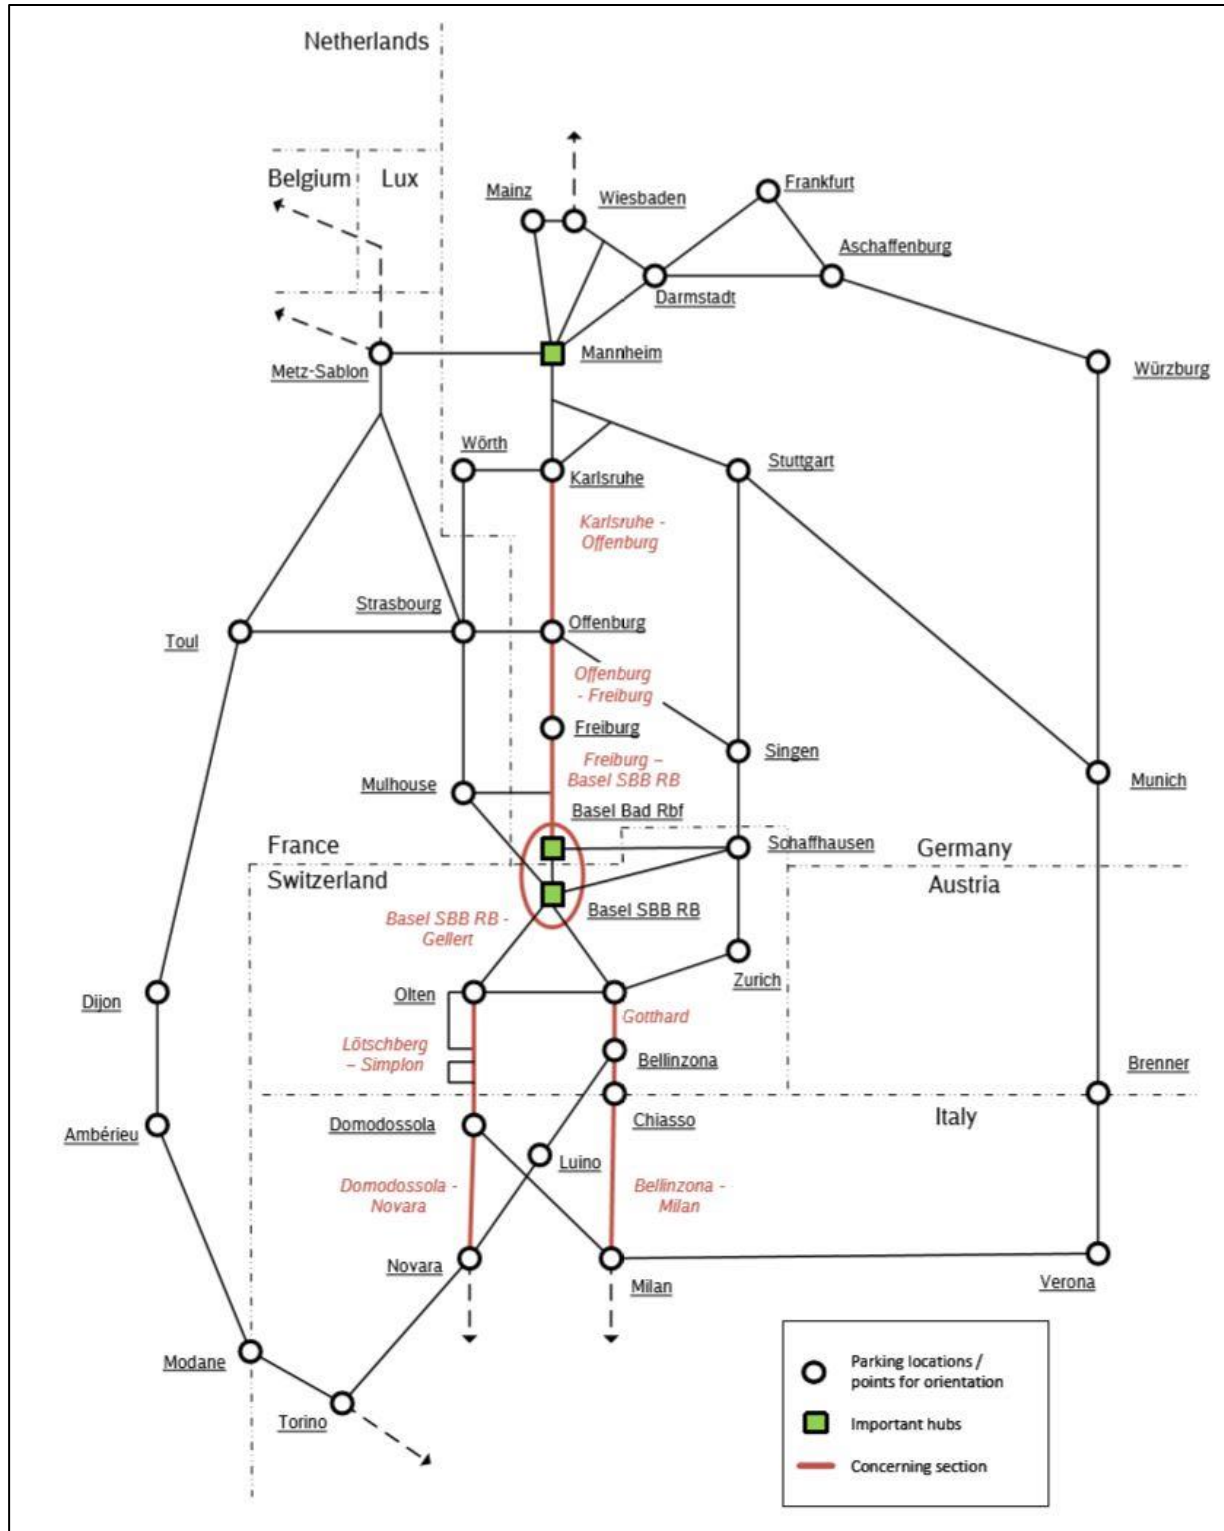 Netherlands
Belgium
Lux
Mainz
Wiesbaden
Frankfurt
Aschaffenburg
Darmstadt
Metz-Sablon
Mannheim
Würzburg
Wörth
Karlsruhe
Stuttgart
Karlsruhe -
Offenburg
Strasbourg
Offenburg
Toul
Offenburg
- Freiburg
Freiburg
Singen
Freiburg –
Basel SBB RB
Mulhouse
Munich
Basel Bad Rbf
France
Schaffhausen
Germany
Switzerland
Austria
Basel SBB RB -
Gellert
Basel SBB RB
Zurich
Dijon
Olten
Gotthard
Lötschberg
– Simplon
Bellinzona
Brenner
Ambérieu
Domodossola
Chiasso
Italy
Luino
Domodossola -
Novara
Bellinzona -
Milan
Novara
Milan
Verona
Modane
Torino
Parking locations /
points for orientation
Important hubs
Concerning section